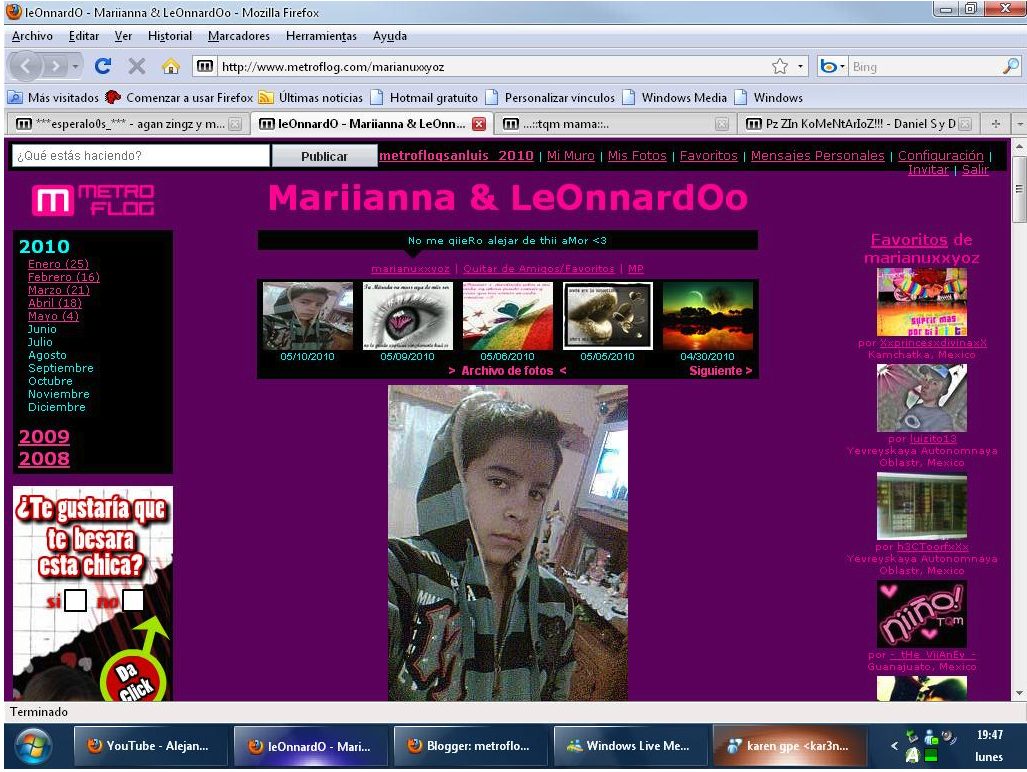 leOnnardO - Mariianna & LeOnnardOo - Mozilla Firefox
Archivo Editar Ver Historial Marcadores Herramientas Ayuda
http://www.metroflog.com/marianuxxyoz
Bing
Más visitados Comenzar a usar Firefox Últimas noticias Hotmail gratuito Personalizar vínculos Windows Media Windows
***esperalo0s_*** - agan zingz y m... leOnnardO - Mariianna & LeOnn... ...::tqm mama::.. Pz ZIn KoMeNtArIoZ!!! - Daniel S y D
¿Qué estás haciendo? Publicar metroflogsanluis_2010 | Mi Muro | Mis Fotos | Favoritos | Mensajes Personales | Configuración |
Invitar | Salir
METRO
FLOG
Mariianna & LeOnnardOo
2010
Enero (25)
Febrero (16)
Marzo (21)
Abril (18)
Mayo (4)
Junio
Julio
Agosto
Septiembre
Octubre
Noviembre
Diciembre
2009
2008
¿Te gustaría que
te besara
esta chica?
si no
Da
Click
No me qiieRo alejar de thii aMor <3
marianuxxyoz | Quitar de Amigos/Favoritos | MP
05/10/2010 05/09/2010 05/06/2010 05/05/2010 04/30/2010
> Archivo de fotos < Siguiente >
Favoritos de
marianuxxyoz
sufrir mas
por ti
por XxprincesxdivinaxX
Kamchatka, Mexico
por luizito13
Yevreyskaya Autonomnaya
Oblastr, Mexico
por h3CToorfxXx
Yevreyskaya Autonomnaya
Oblastr, Mexico
niiño!
TQM
por -_tHe_ViiAnEy_-
Guanajuato, Mexico
Terminado
YouTube - Alejan... leOnnardO - Mari... Blogger: metroflo... Windows Live Me... karen gpe <kar3n...
19:47
lunes